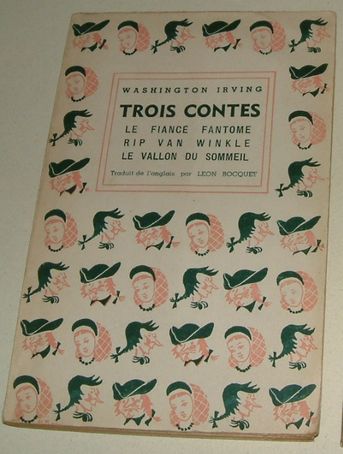 WASHINGTON IRVING
TROIS CONTES
LE FIANCÉ FANTOME
RIP VAN WINKLE
LE VALLON DU SOMMEIL
Traduit de l'anglais par LEON BOCQUET